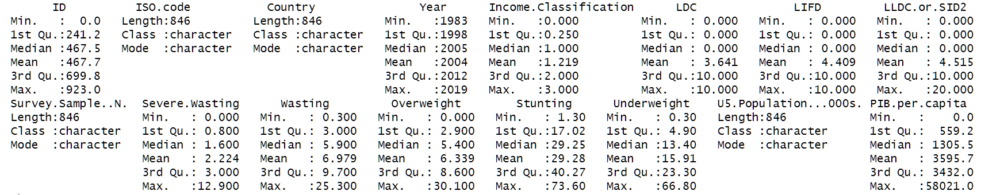 ID ISO.code Country Year Income.Classification LDC LIFD LLDC.or.SID2
Min. : 0.0 Length:846 Length:846 Min. :1983 Min. :0.000 Min. : 0.000 Min. : 0.000 Min. : 0.000
1st Qu.:241.2 Class :character Class :character 1st Qu.:1998 1st Qu.:0.250 1st Qu.: 0.000 1st Qu.: 0.000 1st Qu.: 0.000
Median :467.5 Mode :character Mode :character Median :2005 Median :1.000 Median : 0.000 Median : 0.000 Median : 0.000
Mean :467.7 Mean :2004 Mean :1.219 Mean : 3.641 Mean : 4.409 Mean : 4.515
3rd Qu.:699.8 3rd Qu.:2012 3rd Qu.:2.000 3rd Qu.:10.000 3rd Qu.:10.000 3rd Qu.:10.000
Max. :923.0 Max. :2019 Max. :3.000 Max. :10.000 Max. :10.000 Max. :20.000
Survey.Sample..N. Severe.Wasting Wasting Overweight Stunting Underweight U5.Population...000s. PIB.per.capita
Length:846 Min. : 0.000 Min. : 0.300 Min. : 0.000 Min. : 1.30 Min. : 0.30 Length:846 Min. : 0.0
Class :character 1st Qu.: 0.800 1st Qu.: 3.000 1st Qu.: 2.900 1st Qu.:17.02 1st Qu.: 4.90 Class :character 1st Qu.: 559.2
Mode :character Median : 1.600 Median : 5.900 Median : 5.400 Median :29.25 Median :13.40 Mode :character Median : 1305.5
Mean : 2.224 Mean : 6.979 Mean : 6.339 Mean :29.28 Mean :15.91 Mean : 3595.7
3rd Qu.: 3.000 3rd Qu.: 9.700 3rd Qu.: 8.600 3rd Qu.:40.27 3rd Qu.:23.30 3rd Qu.: 3432.0
Max. :12.900 Max. :25.300 Max. :30.100 Max. :73.60 Max. :66.80 Max. :58021.0